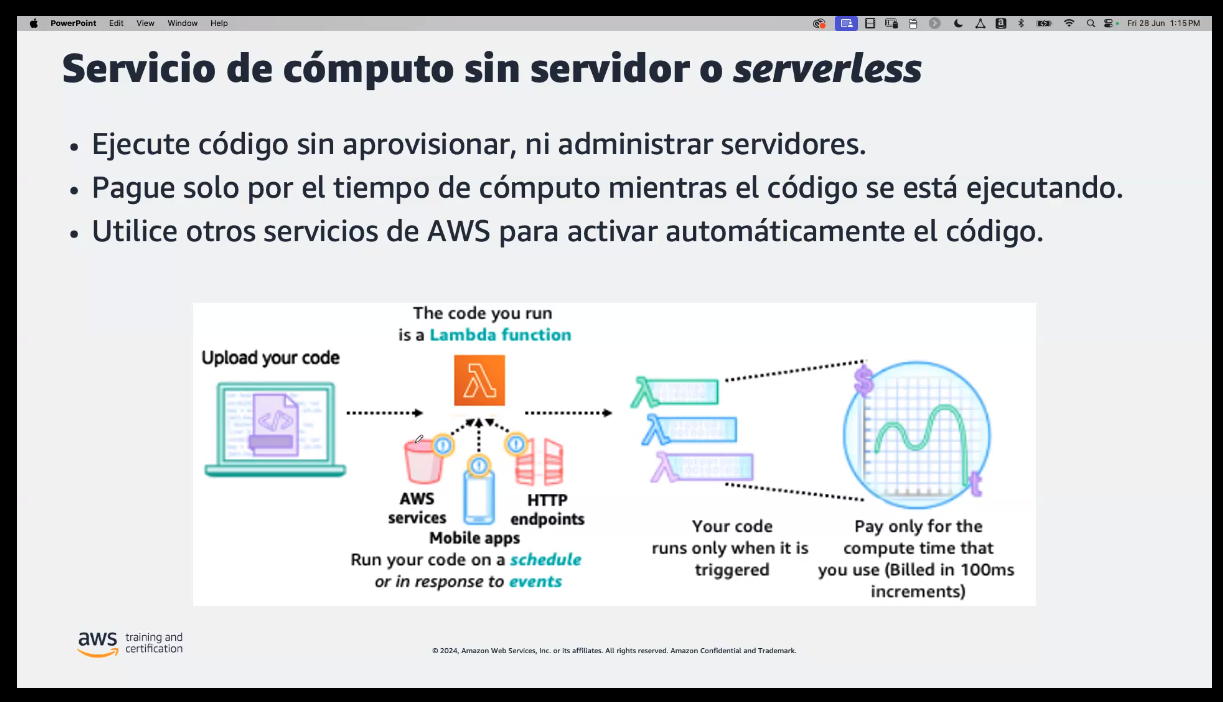 PowerPoint Edit View Window Help Fri 28 Jun 1:15 PM
Servicio de cómputo sin servidor o serverless
• Ejecute código sin aprovisionar, ni administrar servidores.
• Pague solo por el tiempo de cómputo mientras el código se está ejecutando.
• Utilice otros servicios de AWS para activar automáticamente el código.
Upload your code
The code you run
is a Lambda function
AWS
services
Mobile apps
HTTP
endpoints
Run your code on a schedule
or in response to events
Your code
runs only when it is
triggered
$
t
Pay only for the
compute time that
you use (Billed in 100ms
increments)
aws training and
certification
© 2024, Amazon Web Services, Inc. or its affiliates. All rights reserved. Amazon Confidential and Trademark.